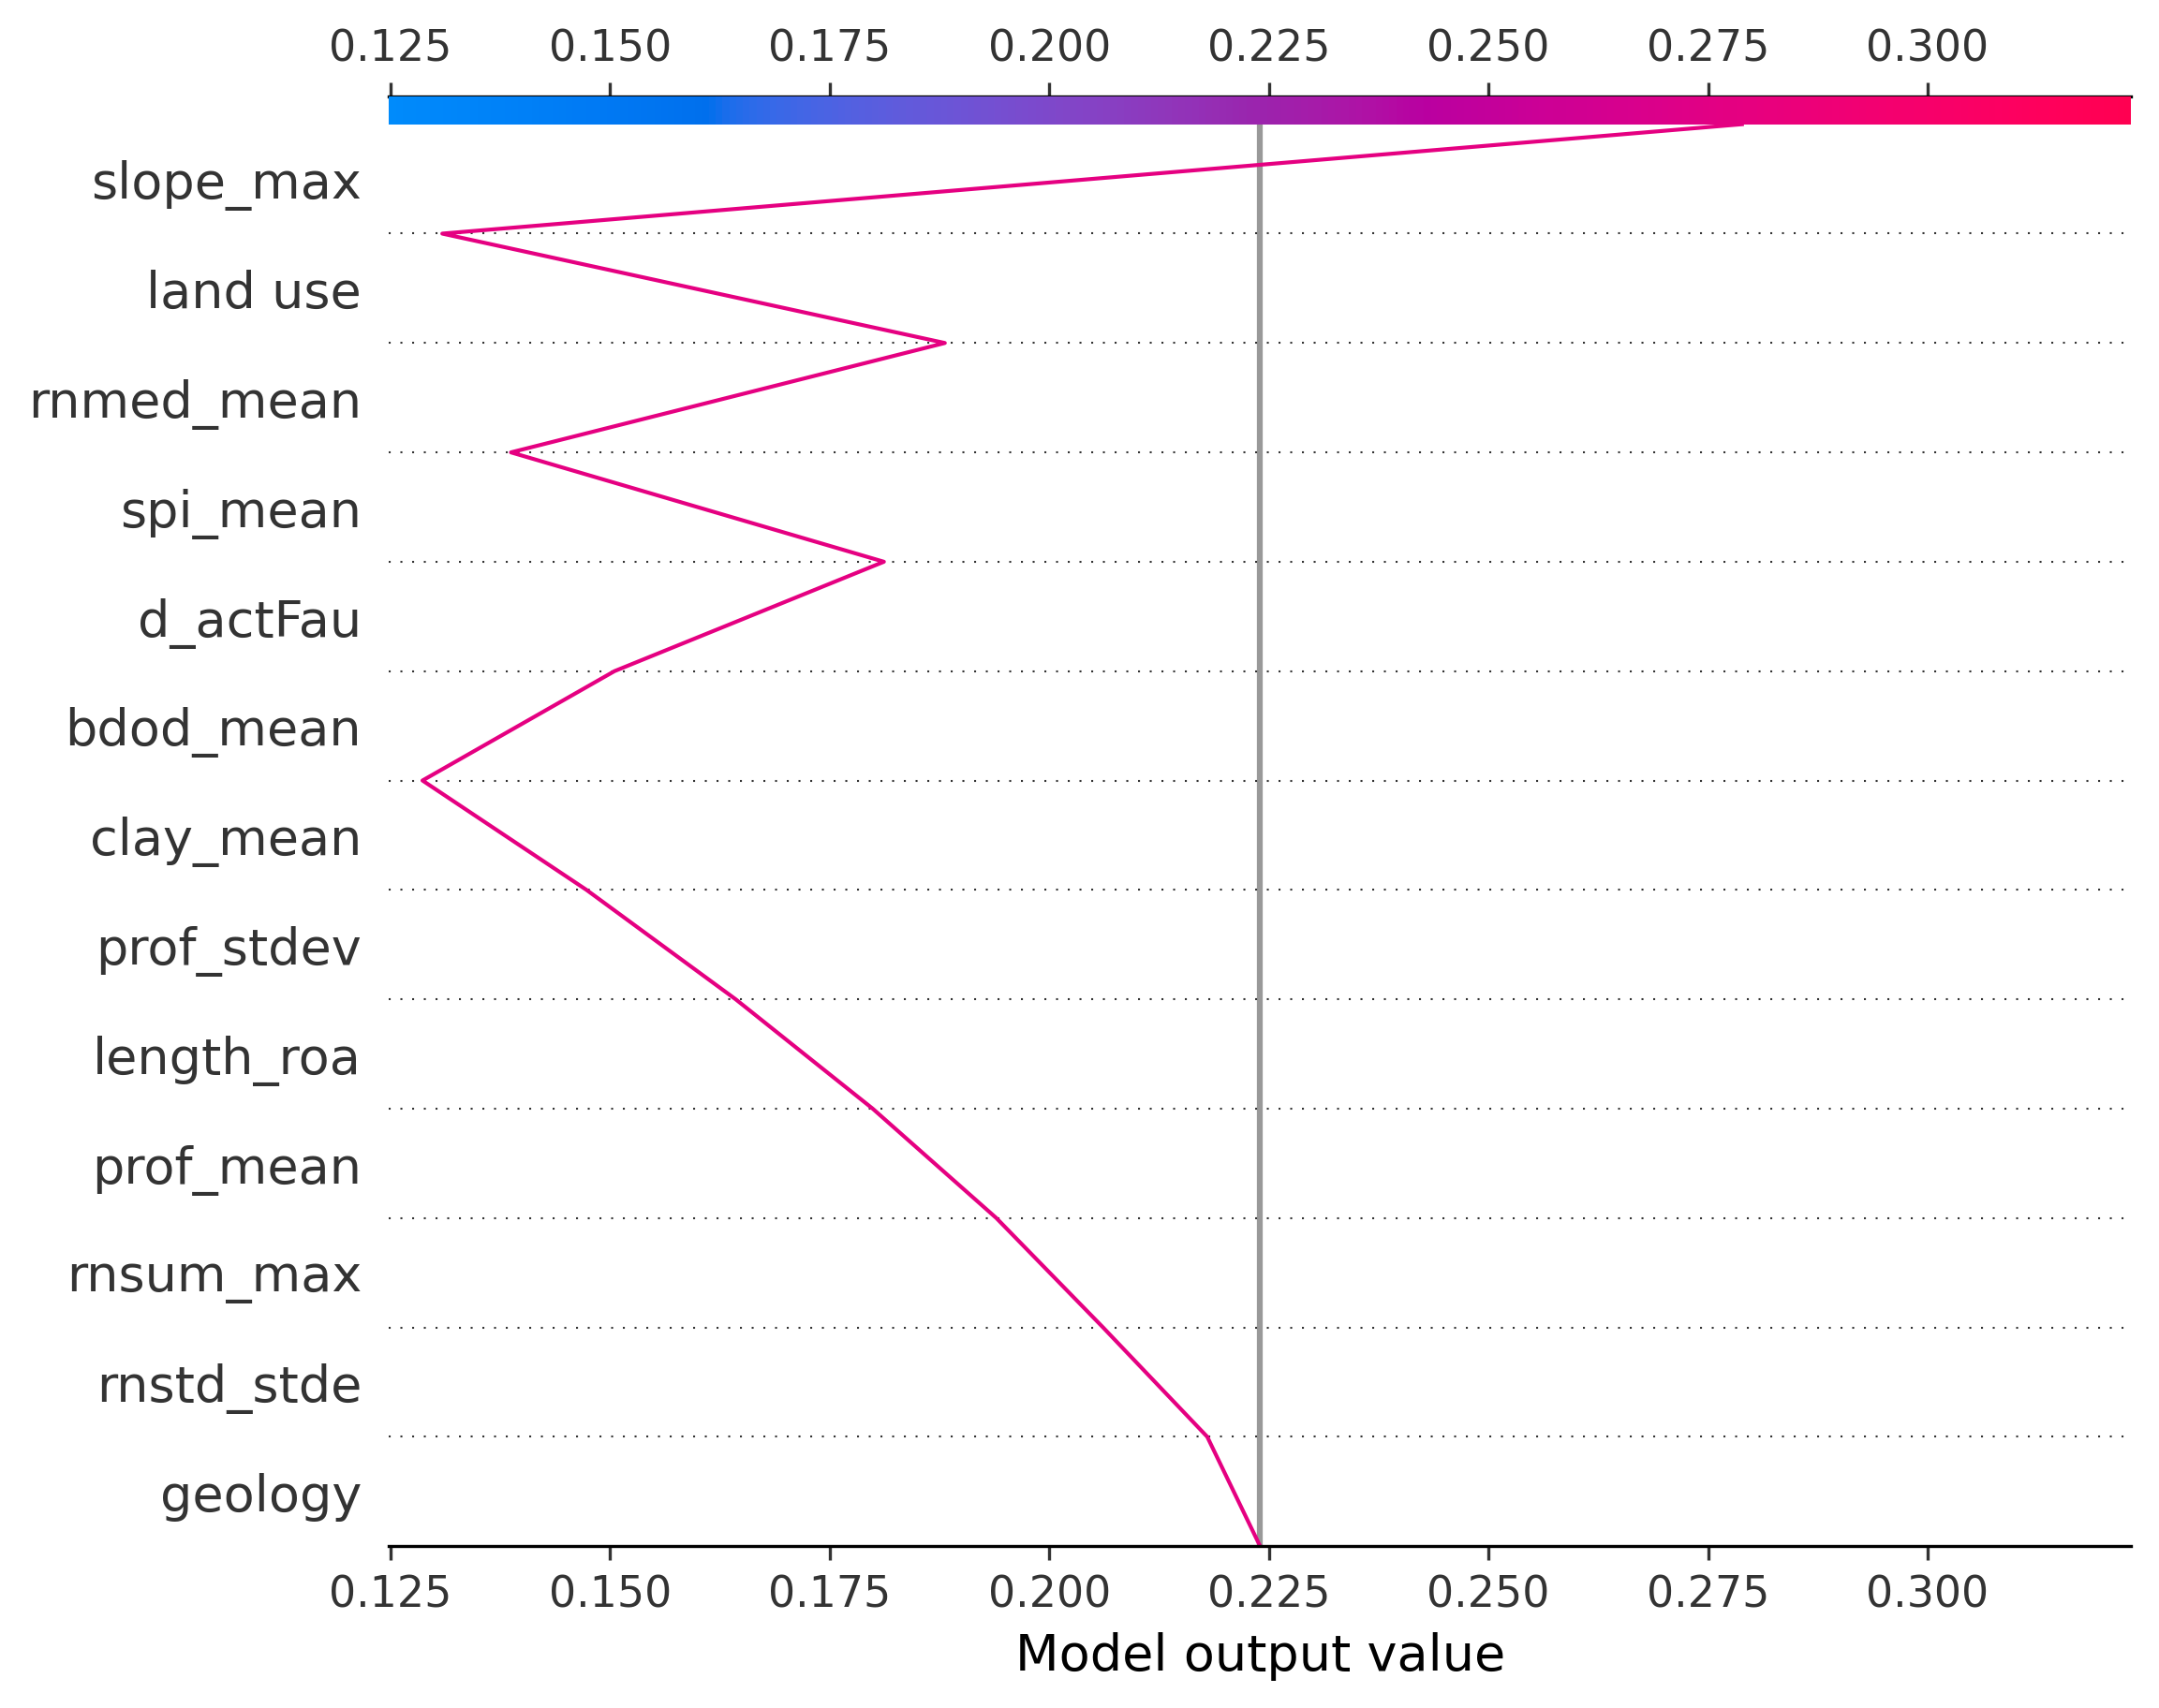 0.125 0.150 0.175 0.200 0.225 0.250 0.275 0.300
slope_max
land use
rnmed_mean
spi_mean
d_actFau
bdod_mean
clay_mean
prof_stdev
length_roa
prof_mean
rnsum_max
rnstd_stde
geology
0.125 0.150 0.175 0.200 0.225 0.250 0.275 0.300
Model output value